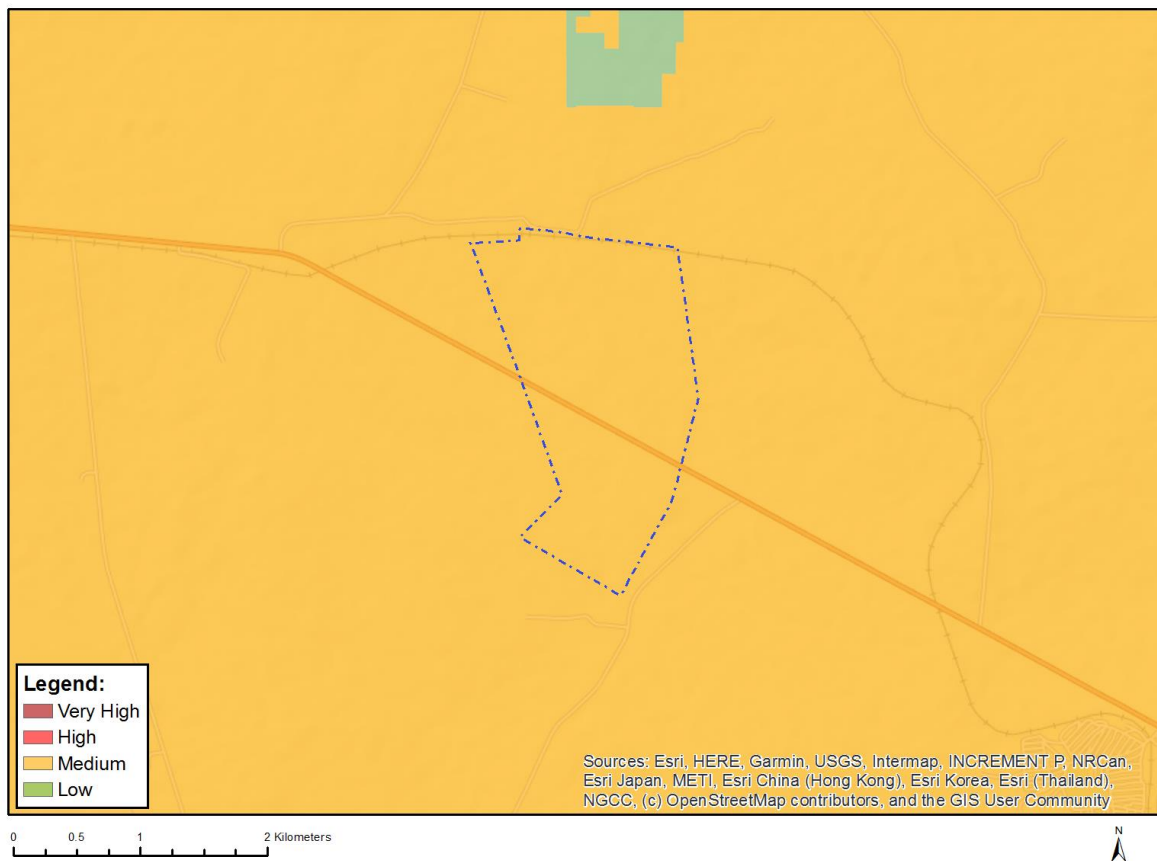 Legend:
Very High
High
Medium
Low
Sources: Esri, HERE, Garmin, USGS, Intermap, INCREMENT P, NRCan,
Esri Japan, METI, Esri China (Hong Kong), Esri Korea, Esri (Thailand),
NGCC, (c) OpenStreetMap contributors, and the GIS User Community
0 0.5 1 2 Kilometers
N